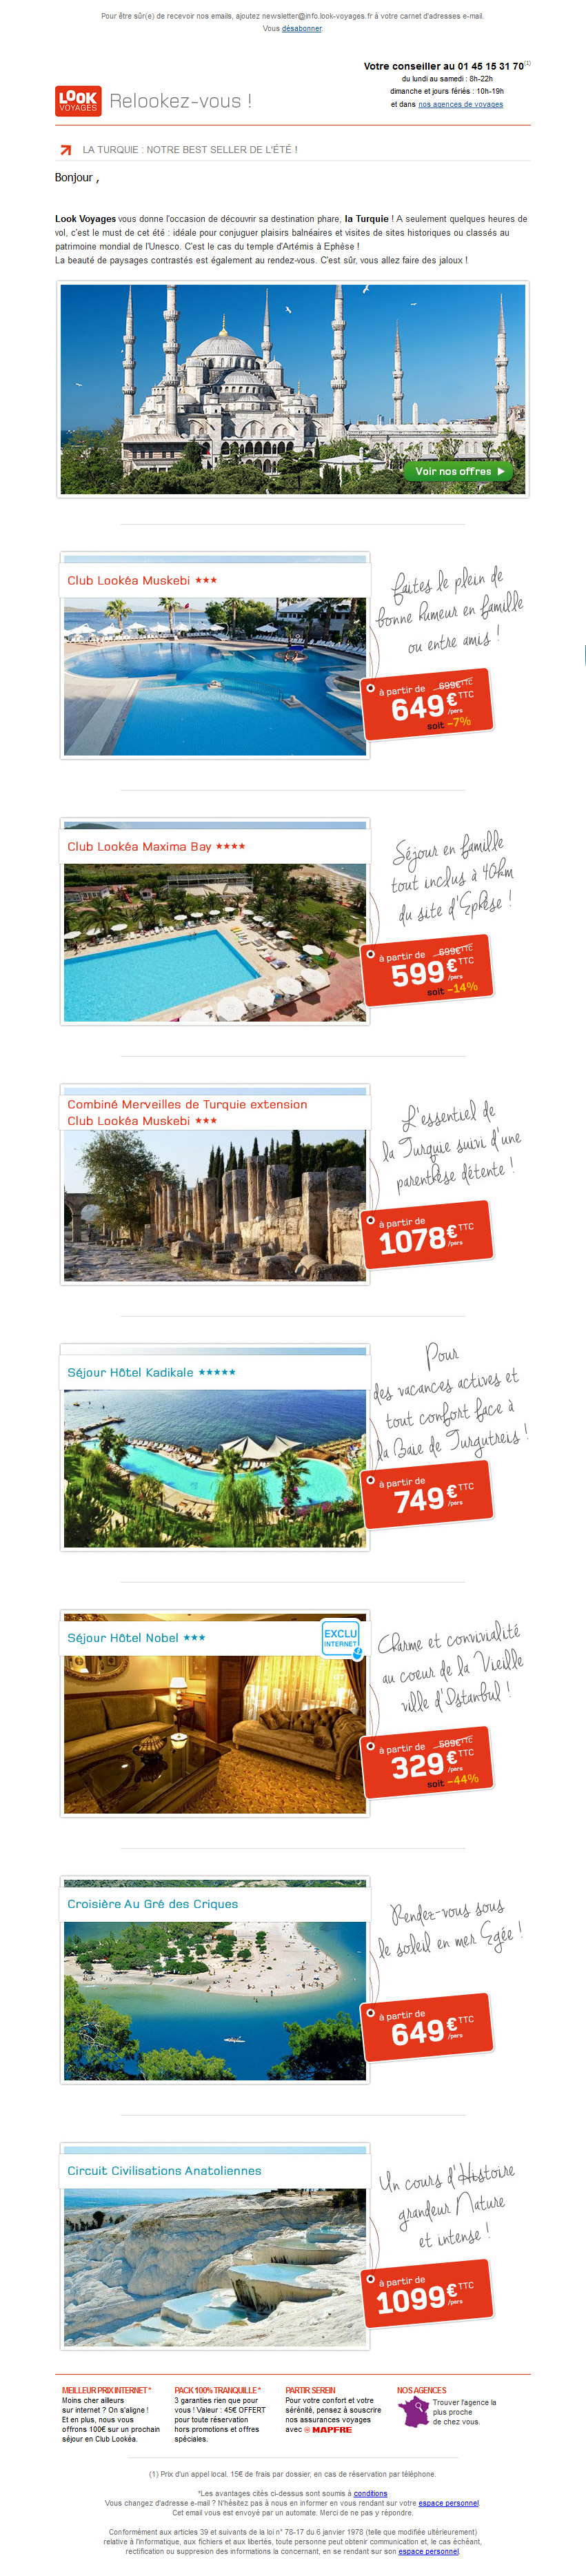 Pour être sûr(e) de recevoir nos emails, ajoutez newsletter@info.look-voyages.fr à votre carnet d'adresses e-mail.
Vous désabonner.
Votre conseiller au 01 45 15 31 70(1)
du lundi au samedi : 8h-22h
dimanche et jours fériés : 10h-19h
et dans nos agences de voyages
LOOK
VOYAGES
Relookez-vous !
LA TURQUIE : NOTRE BEST SELLER DE L'ÉTÉ !
Bonjour ,
Look Voyages vous donne l'occasion de découvrir sa destination phare, la Turquie ! A seulement quelques heures de
vol, c'est le must de cet été : idéale pour conjuguer plaisirs balnéaires et visites de sites historiques ou classés au
patrimoine mondial de l'Unesco. C'est le cas du temple d'Artémis à Ephèse !
La beauté de paysages contrastés est également au rendez-vous. C'est sûr, vous allez faire des jaloux !
Voir nos offres
Club Lookéa Muskebi ★★★
Faites le plein de
bonne humeur en famille
ou entre amis !
à partir de 699€TTC
649€TTC
/pers
soit -7%
Club Lookéa Maxima Bay ★★★★
Séjour en famille
tout inclus à 40km
du site d'Ephèse !
à partir de 699€TTC
599€TTC
/pers
soit -14%
Combiné Merveilles de Turquie extension
Club Lookéa Muskebi ★★★
L'essentiel de
la Turquie suivi d'une
parenthèse détente !
à partir de
1078€TTC
/pers
Séjour Hôtel Kadikale ★★★★★
Pour
des vacances actives et
tout confort face à
la Baie de Turgutreis !
à partir de
749€TTC
/pers
Séjour Hôtel Nobel ★★★
EXCLU
INTERNET
Charme et convivialité
au coeur de la Vieille
ville d'Istanbul !
à partir de 589€TTC
329€TTC
/pers
soit -44%
Croisière Au Gré des Criques
Rendez-vous sous
le soleil en mer Egée !
à partir de
649€TTC
/pers
Circuit Civilisations Anatoliennes
Un cours d'Histoire
grandeur Nature
et intense !
à partir de
1099€TTC
/pers
MEILLEUR PRIX INTERNET*
Moins cher ailleurs
sur internet ? On s'aligne !
Et en plus, nous vous
offrons 100€ sur un prochain
séjour en Club Lookéa.
PACK 100% TRANQUILLE*
3 garanties rien que pour
vous ! Valeur : 45€ OFFERT
pour toute réservation
hors promotions et offres
spéciales.
PARTIR SEREIN
Pour votre confort et votre
sérénité, pensez à souscrire
nos assurances voyages
avec MAPFRE
NOS AGENCES
Trouver l'agence la
plus proche
de chez vous.
(1) Prix d'un appel local. 15€ de frais par dossier, en cas de réservation par téléphone.
*Les avantages cités ci-dessus sont soumis à conditions
Vous changez d'adresse e-mail ? N'hésitez pas à nous en informer en vous rendant sur votre espace personnel.
Cet email vous est envoyé par un automate. Merci de ne pas y répondre.
Conformément aux articles 39 et suivants de la loi n° 78-17 du 6 janvier 1978 (telle que modifiée ultérieurement)
relative à l'informatique, aux fichiers et aux libertés, toute personne peut obtenir communication et, le cas échéant,
rectification ou suppresion des informations la concernant, en se rendant sur son espace personnel.